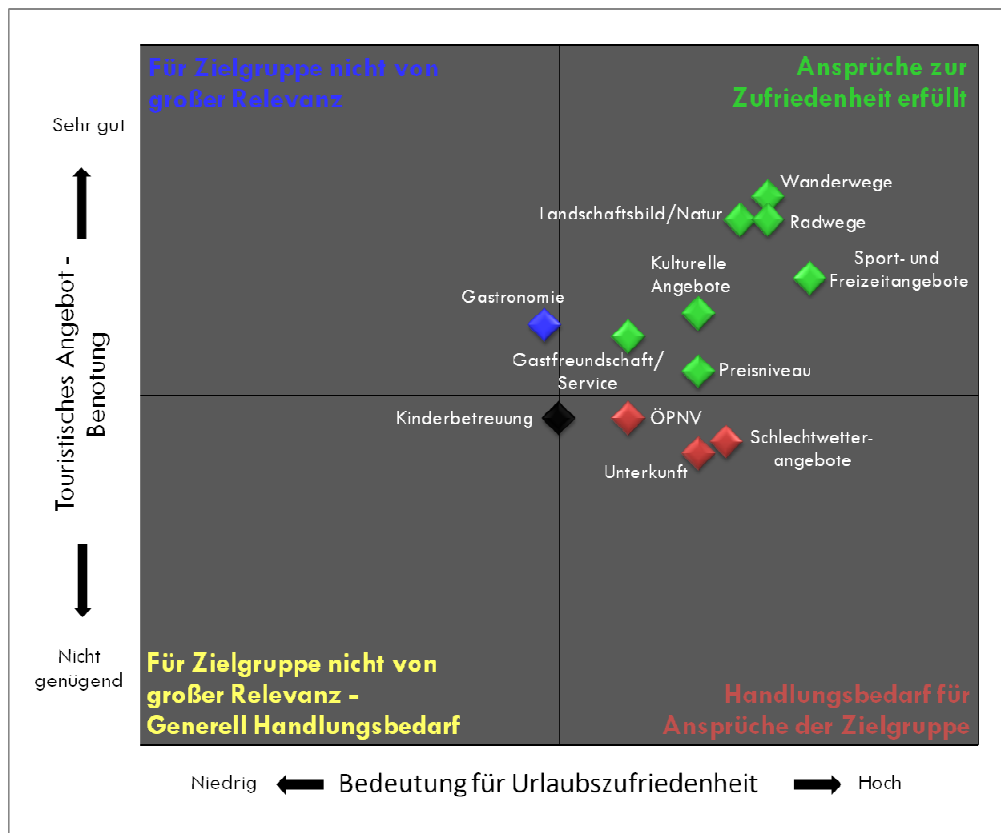 Für Zielgruppe nicht von
großer Relevanz
Ansprüche zur
Zufriedenheit erfüllt
Sehr gut
Wanderwege
Landschaftsbild/Natur
Radwege
Kulturelle
Angebote
Sport- und
Freizeitangebote
Gastronomie
Gastfreundschaft/
Service
Preisniveau
Touristisches Angebot -
Benotung
Kinderbetreuung
ÖPNV
Schlechtwetter-
angebote
Unterkunft
Nicht
genügend
Für Zielgruppe nicht von
großer Relevanz –
Generell Handlungsbedarf
Handlungsbedarf für
Ansprüche der Zielgruppe
Niedrig
Bedeutung für Urlaubszufriedenheit
Hoch